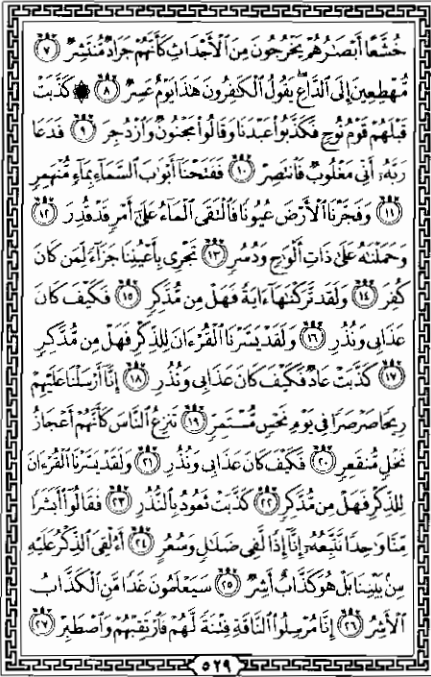 خُشَّعًا أَبْصَٰرُهُمْ يَخْرُجُونَ مِنَ ٱلْأَجْدَاثِ كَأَنَّهُمْ جَرَادٌ مُّنتَشِرٌ ٧
مُّهْطِعِينَ إِلَى ٱلدَّاعِ ۖ يَقُولُ ٱلْكَٰفِرُونَ هَٰذَا يَوْمٌ عَسِرٌ ٨ ۞ كَذَّبَتْ
قَبْلَهُمْ قَوْمُ نُوحٍ فَكَذَّبُوا۟ عَبْدَنَا وَقَالُوا۟ مَجْنُونٌ وَٱزْدُجِرَ ٩ فَدَعَا
رَبَّهُۥٓ أَنِّى مَغْلُوبٌ فَٱنتَصِرْ ١٠ فَفَتَحْنَآ أَبْوَٰبَ ٱلسَّمَآءِ بِمَآءٍ مُّنْهَمِرٍ
١١ وَفَجَّرْنَا ٱلْأَرْضَ عُيُونًا فَٱلْتَقَى ٱلْمَآءُ عَلَىٰٓ أَمْرٍ قَدْ قُدِرَ ١٢
وَحَمَلْنَٰهُ عَلَىٰ ذَاتِ أَلْوَٰحٍ وَدُسُرٍ ١٣ تَجْرِى بِأَعْيُنِنَا جَزَآءً لِّمَن كَانَ
كُفِرَ ١٤ وَلَقَد تَّرَكْنَٰهَآ ءَايَةً فَهَلْ مِن مُّدَّكِرٍ ١٥ فَكَيْفَ كَانَ
عَذَابِى وَنُذُرِ ١٦ وَلَقَدْ يَسَّرْنَا ٱلْقُرْءَانَ لِلذِّكْرِ فَهَلْ مِن مُّدَّكِرٍ
١٧ كَذَّبَتْ عَادٌ فَكَيْفَ كَانَ عَذَابِى وَنُذُرِ ١٨ إِنَّآ أَرْسَلْنَا عَلَيْهِمْ
رِيحًا صَرْصَرًا فِى يَوْمِ نَحْسٍ مُّسْتَمِرٍّ ١٩ تَنزِعُ ٱلنَّاسَ كَأَنَّهُمْ أَعْجَازُ
نَخْلٍ مُّنقَعِرٍ ٢٠ فَكَيْفَ كَانَ عَذَابِى وَنُذُرِ ٢١ وَلَقَدْ يَسَّرْنَا ٱلْقُرْءَانَ
لِلذِّكْرِ فَهَلْ مِن مُّدَّكِرٍ ٢٢ كَذَّبَتْ ثَمُودُ بِٱلنُّذُرِ ٢٣ فَقَالُوٓا۟ أَبَشَرًا
مِّنَّا وَٰحِدًا نَّتَّبِعُهُۥٓ إِنَّآ إِذًا لَّفِى ضَلَٰلٍ وَسُعُرٍ ٢٤ أَءُلْقِىَ ٱلذِّكْرُ عَلَيْهِ
مِنۢ بَيْنِنَا بَلْ هُوَ كَذَّابٌ أَشِرٌ ٢٥ سَيَعْلَمُونَ غَدًا مَّنِ ٱلْكَذَّابُ
ٱلْأَشِرُ ٢٦ إِنَّا مُرْسِلُوا۟ ٱلنَّاقَةِ فِتْنَةً لَّهُمْ فَٱرْتَقِبْهُمْ وَٱصْطَبِرْ ٢٧
٥٢٩